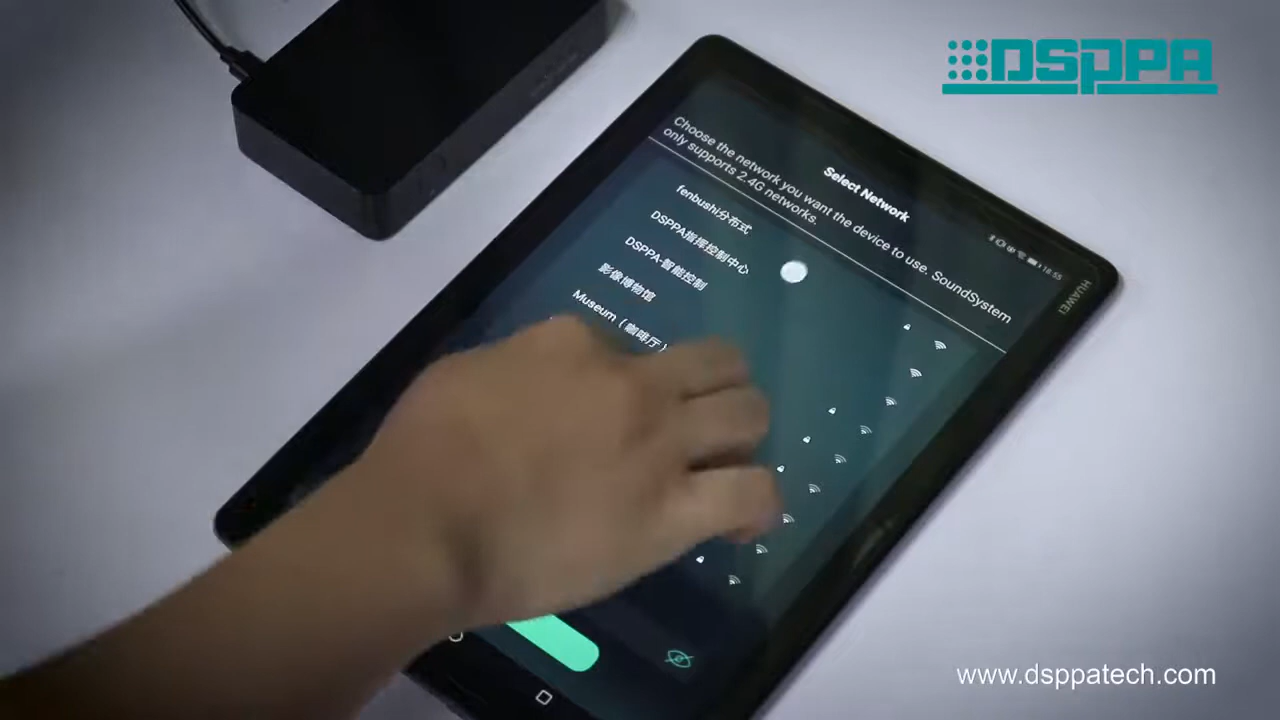 DSPPA
18:55
HUAWEI
Select Network
Choose the network you want the device to use. SoundSystem
only supports 2.4G networks.
fenbushi分布式
DSPPA指挥控制中心
DSPPA-智能控制
影像博物馆
Museum（咖啡厅）
www.dsppatech.com